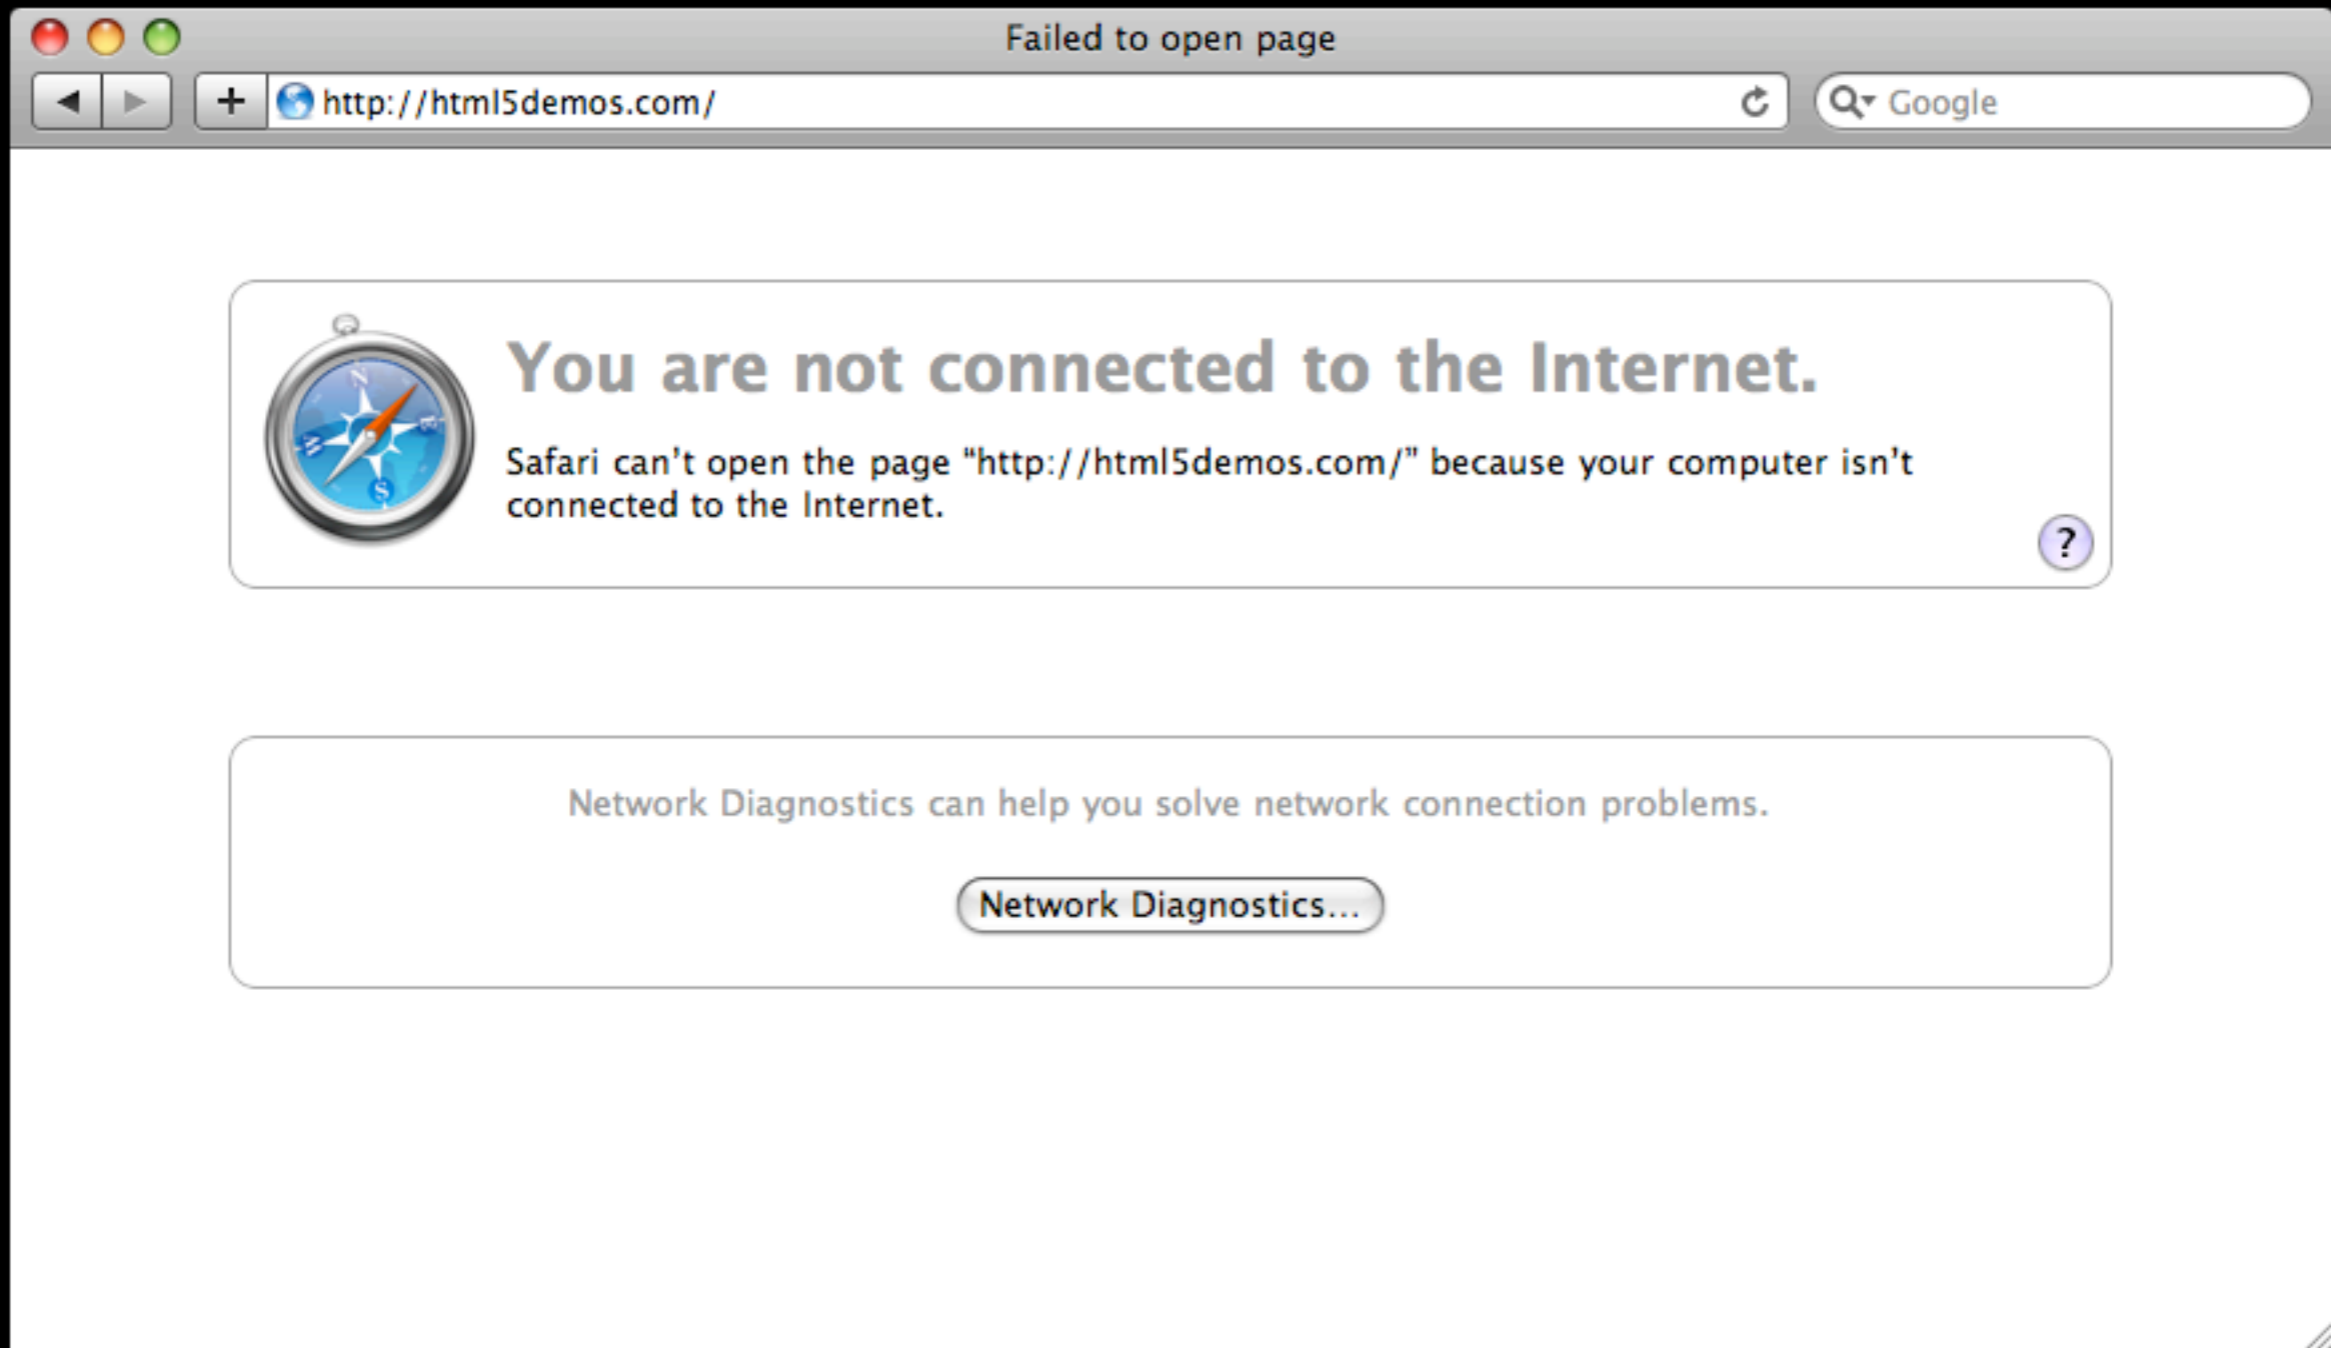 Failed to open page
http://html5demos.com/
Google
N
E
W
S
You are not connected to the Internet.
Safari can’t open the page “http://html5demos.com/” because your computer isn’t
connected to the Internet.
?
Network Diagnostics can help you solve network connection problems.
Network Diagnostics...